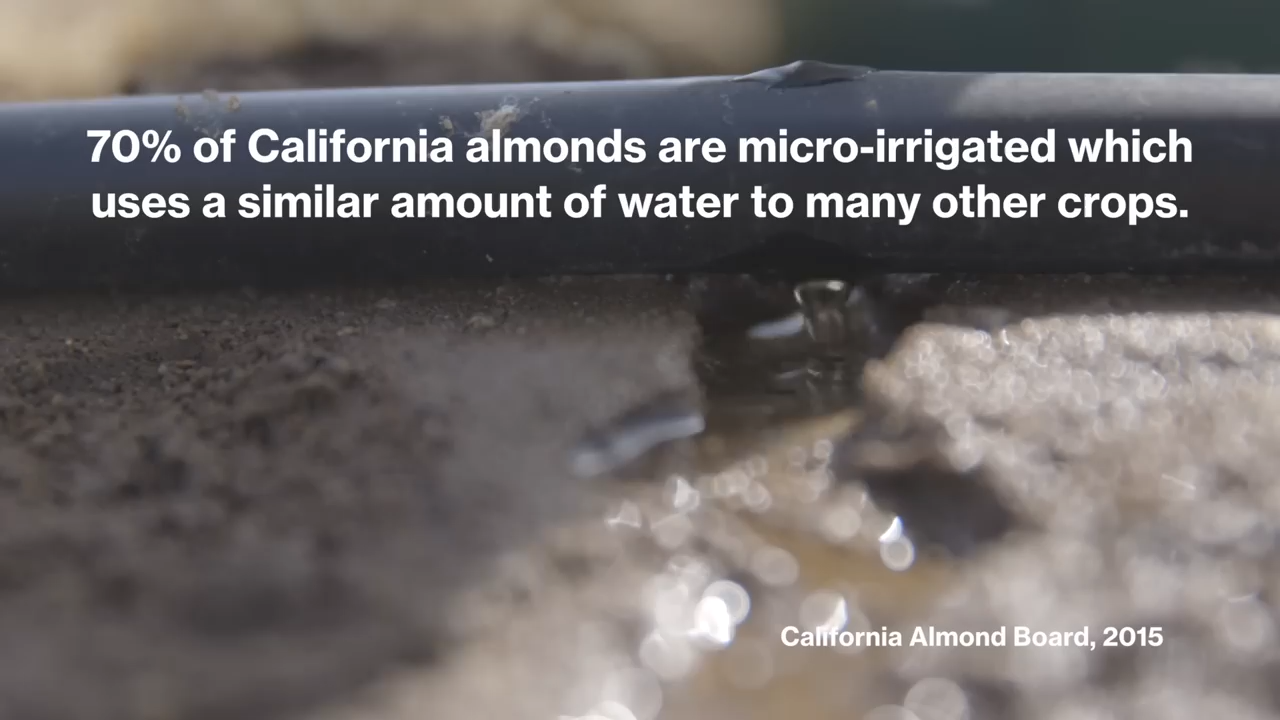 70% of California almonds are micro-irrigated which
uses a similar amount of water to many other crops.
California Almond Board, 2015